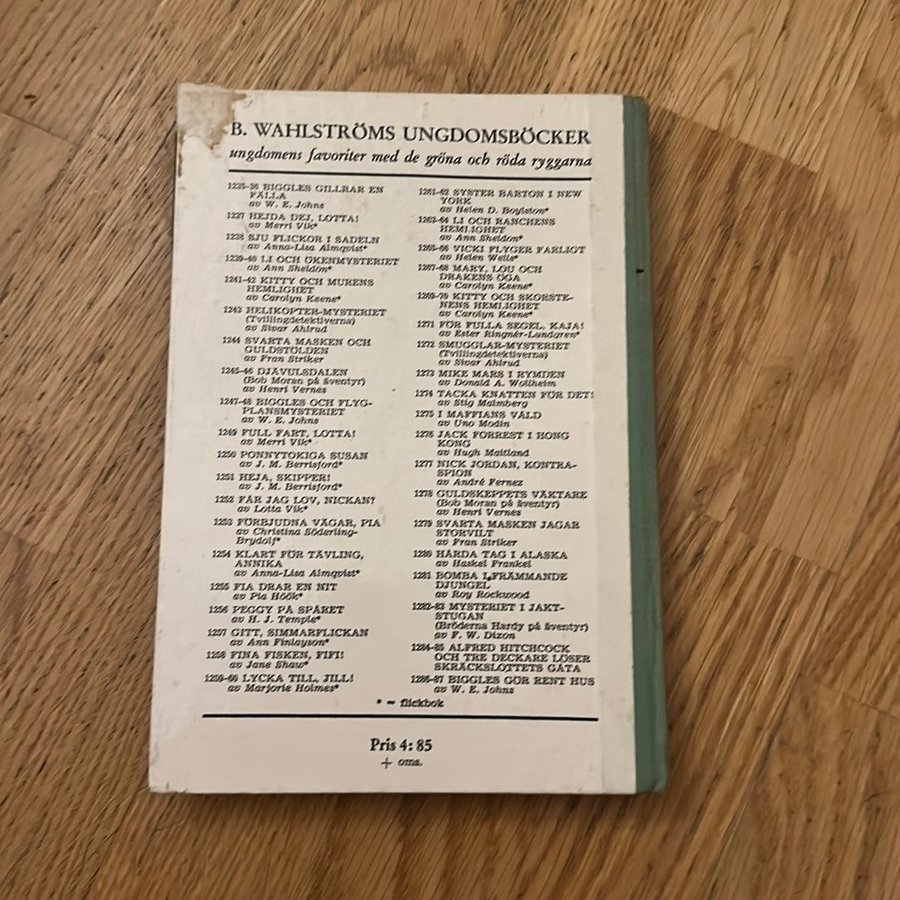 B. WAHLSTRÖMS UNGDOMSBÖCKER
ungdomens favoriter med de gröna och röda ryggarna
1235-36 BIGGLES GILLRAR EN
FÄLLA
av W. E. Johns
1237 HEJDA DEJ, LOTTA!
av Merri Vik*
1238 SJU FLICKOR I SADELN
av Anna-Lisa Almqvist*
1239-40 LI OCH ÖKENMYSTERIET
av Ann Sheldon*
1241-42 KITTY OCH MURENS
HEMLIGHET
av Carolyn Keene*
1243 HELIKOPTER-MYSTERIET
(Tvillingdetektiverna)
av Sivar Ahlrud
1244 SVARTA MASKEN OCH
GULDSTÖLDEN
av Fran Striker
1245-46 DJÄVULSDALEN
(Bob Moran på äventyr)
av Henri Vernes
1247-48 BIGGLES OCH FLYG-
PLANSMYSTERIET
av W. E. Johns
1249 FULL FART, LOTTA!
av Merri Vik*
1250 PONNYTOKIGA SUSAN
av J. M. Berrisford*
1251 HEJA, SKIPPER!
av J. M. Berrisford*
1252 FÅR JAG LOV, NICKAN?
av Lotta Vik*
1253 FÖRBJUDNA VÄGAR, PIA
av Christina Söderling-
Brydolf*
1254 KLART FÖR TÄVLING,
ANNIKA
av Anna-Lisa Almqvist*
1255 FIA DRAR EN NIT
av Pia Höök*
1256 PEGGY PÅ SPÅRET
av H. J. Temple*
1257 GITT, SIMMARFLICKAN
av Ann Finlayson*
1258 FINA FISKEN, FIFI!
av Jane Shaw*
1259-60 LYCKA TILL, JILL!
av Marjorie Holmes*
1261-62 SYSTER BARTON I NEW
YORK
av Helen D. Boylston*
1263-64 LI OCH RANCHENS
HEMLIGHET
av Ann Sheldon*
1265-66 VICKI FLYGER FARLIGT
av Helen Wells*
1267-68 MARY, LOU OCH
DRAKENS ÖGA
av Carolyn Keene*
1269-70 KITTY OCH SKORSTE-
NENS HEMLIGHET
av Carolyn Keene*
1271 FÖR FULLA SEGEL, KAJA!
av Ester Ringnér-Lundgren*
1272 SMUGGLAR-MYSTERIET
(Tvillingdetektiverna)
av Sivar Ahlrud
1273 MIKE MARS I RYMDEN
av Donald A. Wollheim
1274 TACKA KNATTEN FÖR DET!
av Stig Malmberg
1275 I MAFFIANS VÅLD
av Uno Modin
1276 JACK FORREST I HONG
KONG
av Hugh Maitland
1277 NICK JORDAN, KONTRA-
SPION
av André Fernez
1278 GULDSKEPPETS VÄKTARE
(Bob Moran på äventyr)
av Henri Vernes
1279 SVARTA MASKEN JAGAR
STORVILT
av Fran Striker
1280 HÅRDA TAG I ALASKA
av Haskel Frankel
1281 BOMBA I FRÄMMANDE
DJUNGEL
av Roy Rockwood
1282-83 MYSTERIET I JAKT-
STUGAN
(Bröderna Hardy på äventyr)
av F. W. Dixon
1284-85 ALFRED HITCHCOCK
OCH TRE DECKARE LÖSER
SKRÄCKSLOTTETS GÅTA
1286-87 BIGGLES GÖR RENT HUS
av W. E. Johns
* = flickbok
Pris 4:85
+ oms.